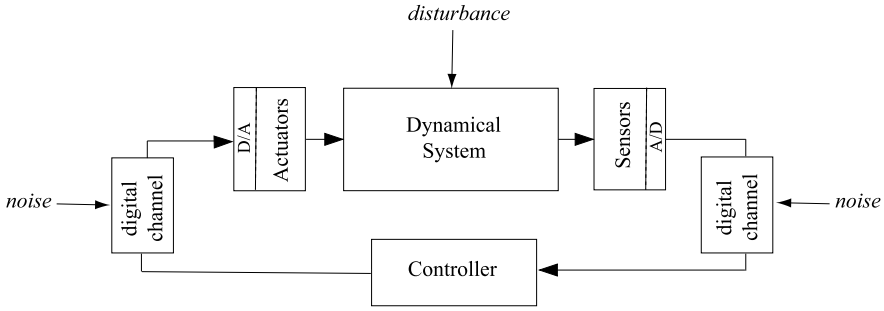 disturbance
D/A
Actuators
Dynamical
System
Sensors
A/D
noise
digital
channel
digital
channel
noise
Controller